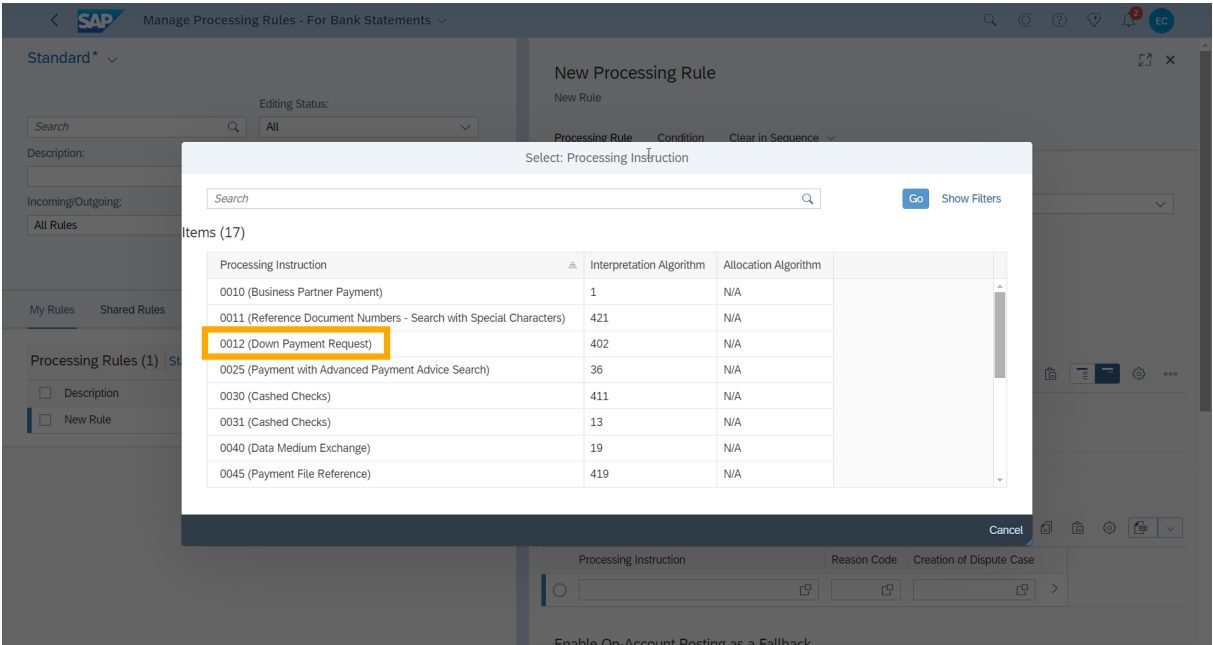 SAP Manage Processing Rules - For Bank Statements 2 EC
Standard *
New Processing Rule
New Rule
Editing Status:
Search All
Processing Rule Condition Clear in Sequence
Description:
Select: Processing Instruction
Search Go Show Filters
Incoming/Outgoing:
All Rules
Items (17)
Processing Instruction Interpretation Algorithm Allocation Algorithm
0010 (Business Partner Payment) 1 N/A
My Rules Shared Rules
0011 (Reference Document Numbers - Search with Special Characters) 421 N/A
0012 (Down Payment Request) 402 N/A
Processing Rules (1) St
0025 (Payment with Advanced Payment Advice Search) 36 N/A
Description
0030 (Cashed Checks) 411 N/A
New Rule
0031 (Cashed Checks) 13 N/A
0040 (Data Medium Exchange) 19 N/A
0045 (Payment File Reference) 419 N/A
Cancel
Processing Instruction Reason Code Creation of Dispute Case
Enable On-Account Posting as a Fallback